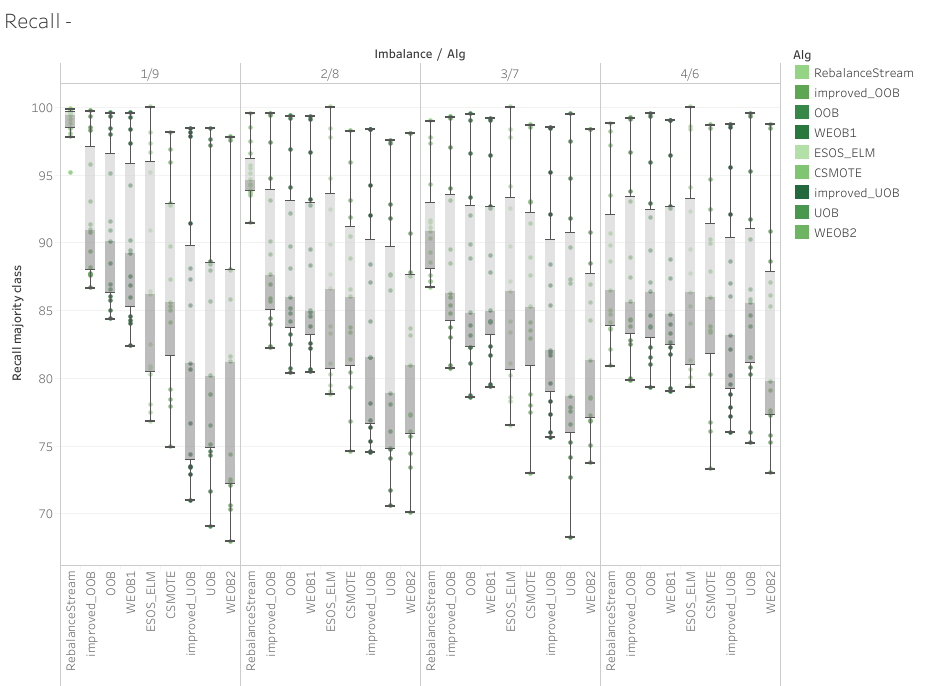 Recall -
Imbalance / Alg
1/9 2/8 3/7 4/6
Alg
RebalanceStream
improved_OOB
OOB
WEOB1
ESOS_ELM
CSMOTE
improved_UOB
UOB
WEOB2
Recall majority class
100
95
90
85
80
75
70
RebalanceStream
improved_OOB
OOB
WEOB1
ESOS_ELM
CSMOTE
improved_UOB
UOB
WEOB2
RebalanceStream
improved_OOB
OOB
WEOB1
ESOS_ELM
CSMOTE
improved_UOB
UOB
WEOB2
RebalanceStream
improved_OOB
OOB
WEOB1
ESOS_ELM
CSMOTE
improved_UOB
UOB
WEOB2
RebalanceStream
improved_OOB
OOB
WEOB1
ESOS_ELM
CSMOTE
improved_UOB
UOB
WEOB2